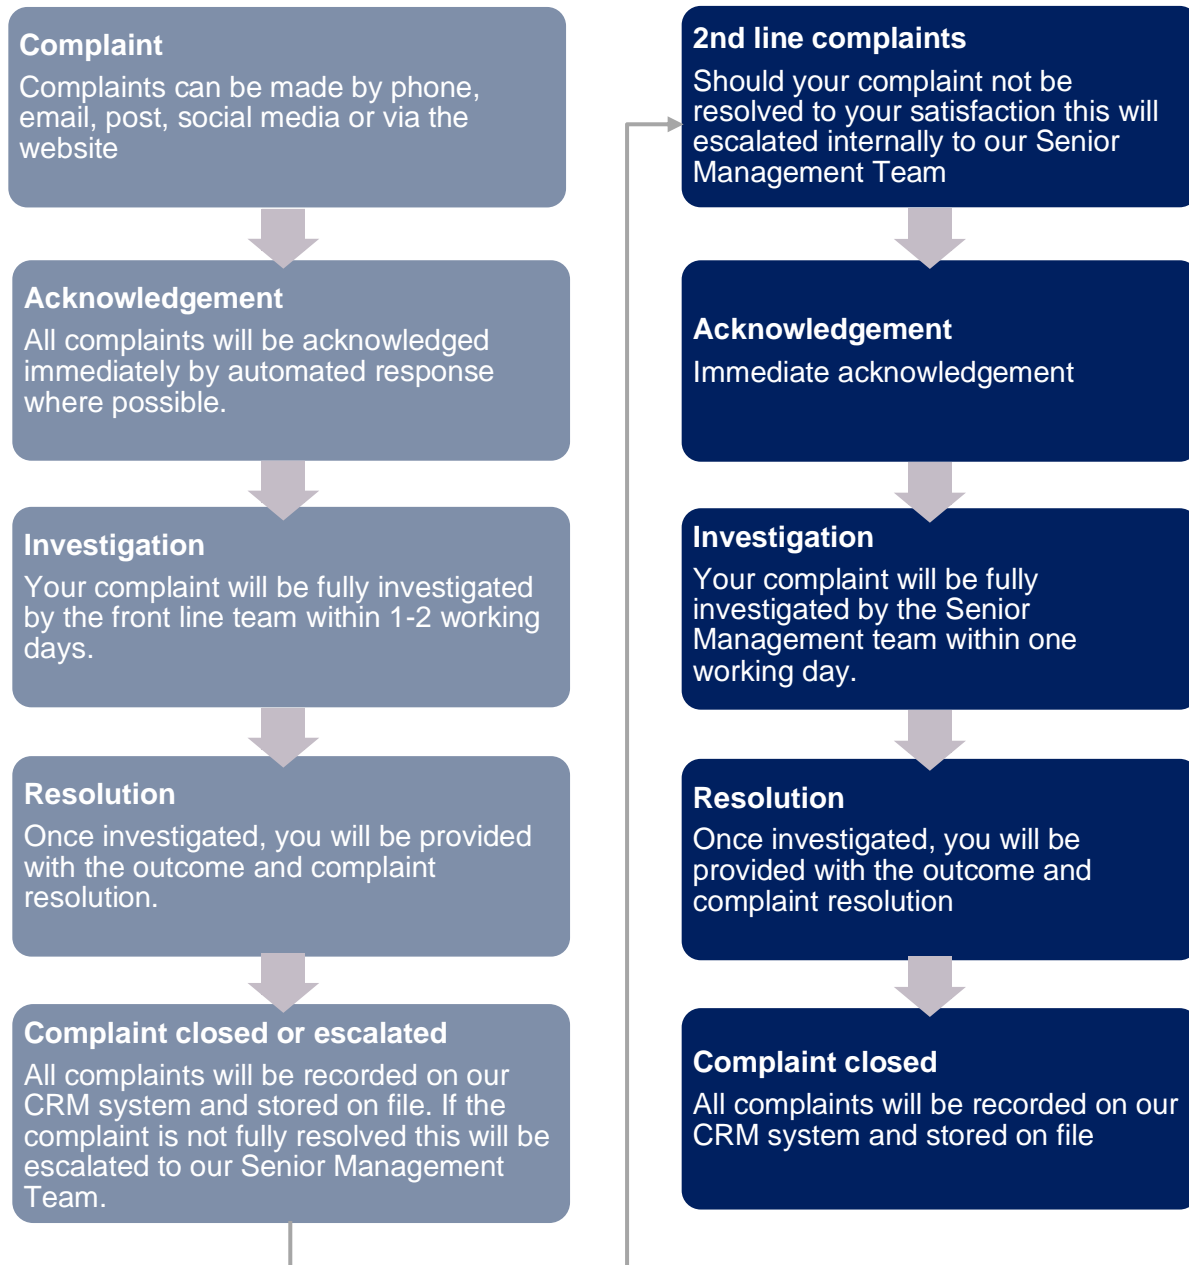 Complaint
Complaints can be made by phone,
email, post, social media or via the
website
Acknowledgement
All complaints will be acknowledged
immediately by automated response
where possible.
Investigation
Your complaint will be fully investigated
by the front line team within 1-2 working
days.
Resolution
Once investigated, you will be provided
with the outcome and complaint
resolution.
Complaint closed or escalated
All complaints will be recorded on our
CRM system and stored on file. If the
complaint is not fully resolved this will be
escalated to our Senior Management
Team.
2nd line complaints
Should your complaint not be
resolved to your satisfaction this will
escalated internally to our Senior
Management Team
Acknowledgement
Immediate acknowledgement
Investigation
Your complaint will be fully
investigated by the Senior
Management team within one
working day.
Resolution
Once investigated, you will be
provided with the outcome and
complaint resolution
Complaint closed
All complaints will be recorded on our
CRM system and stored on file